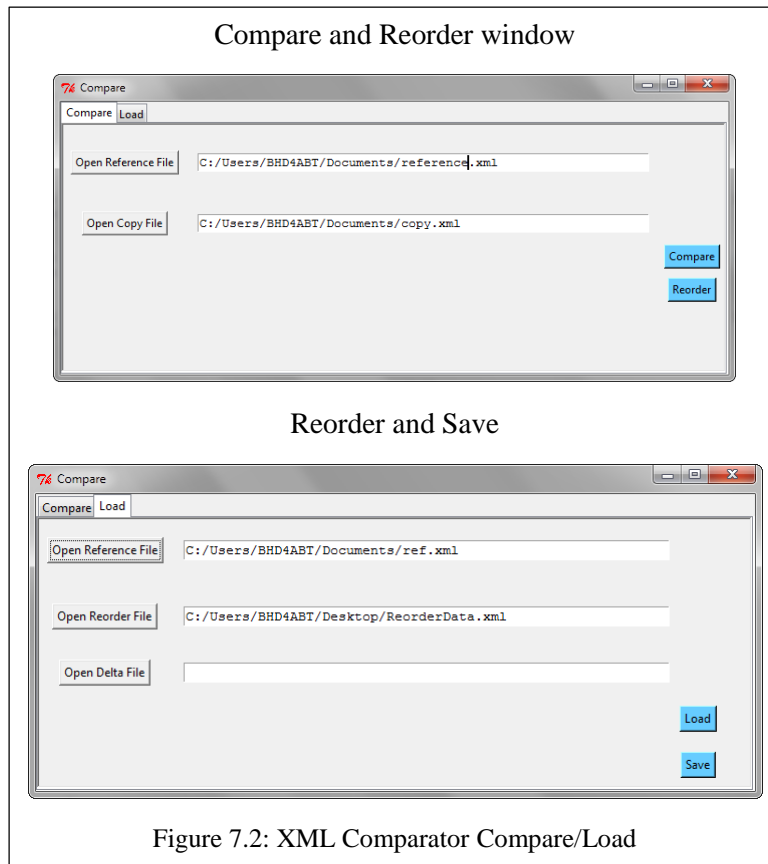 Compare and Reorder window
Compare
Compare Load
Open Reference File C:/Users/BHD4ABT/Documents/reference.xml
Open Copy File C:/Users/BHD4ABT/Documents/copy.xml
Compare
Reorder
Reorder and Save
Compare
Compare Load
Open Reference File C:/Users/BHD4ABT/Documents/ref.xml
Open Reorder File C:/Users/BHD4ABT/Desktop/ReorderData.xml
Open Delta File
Load
Save
Figure 7.2: XML Comparator Compare/Load